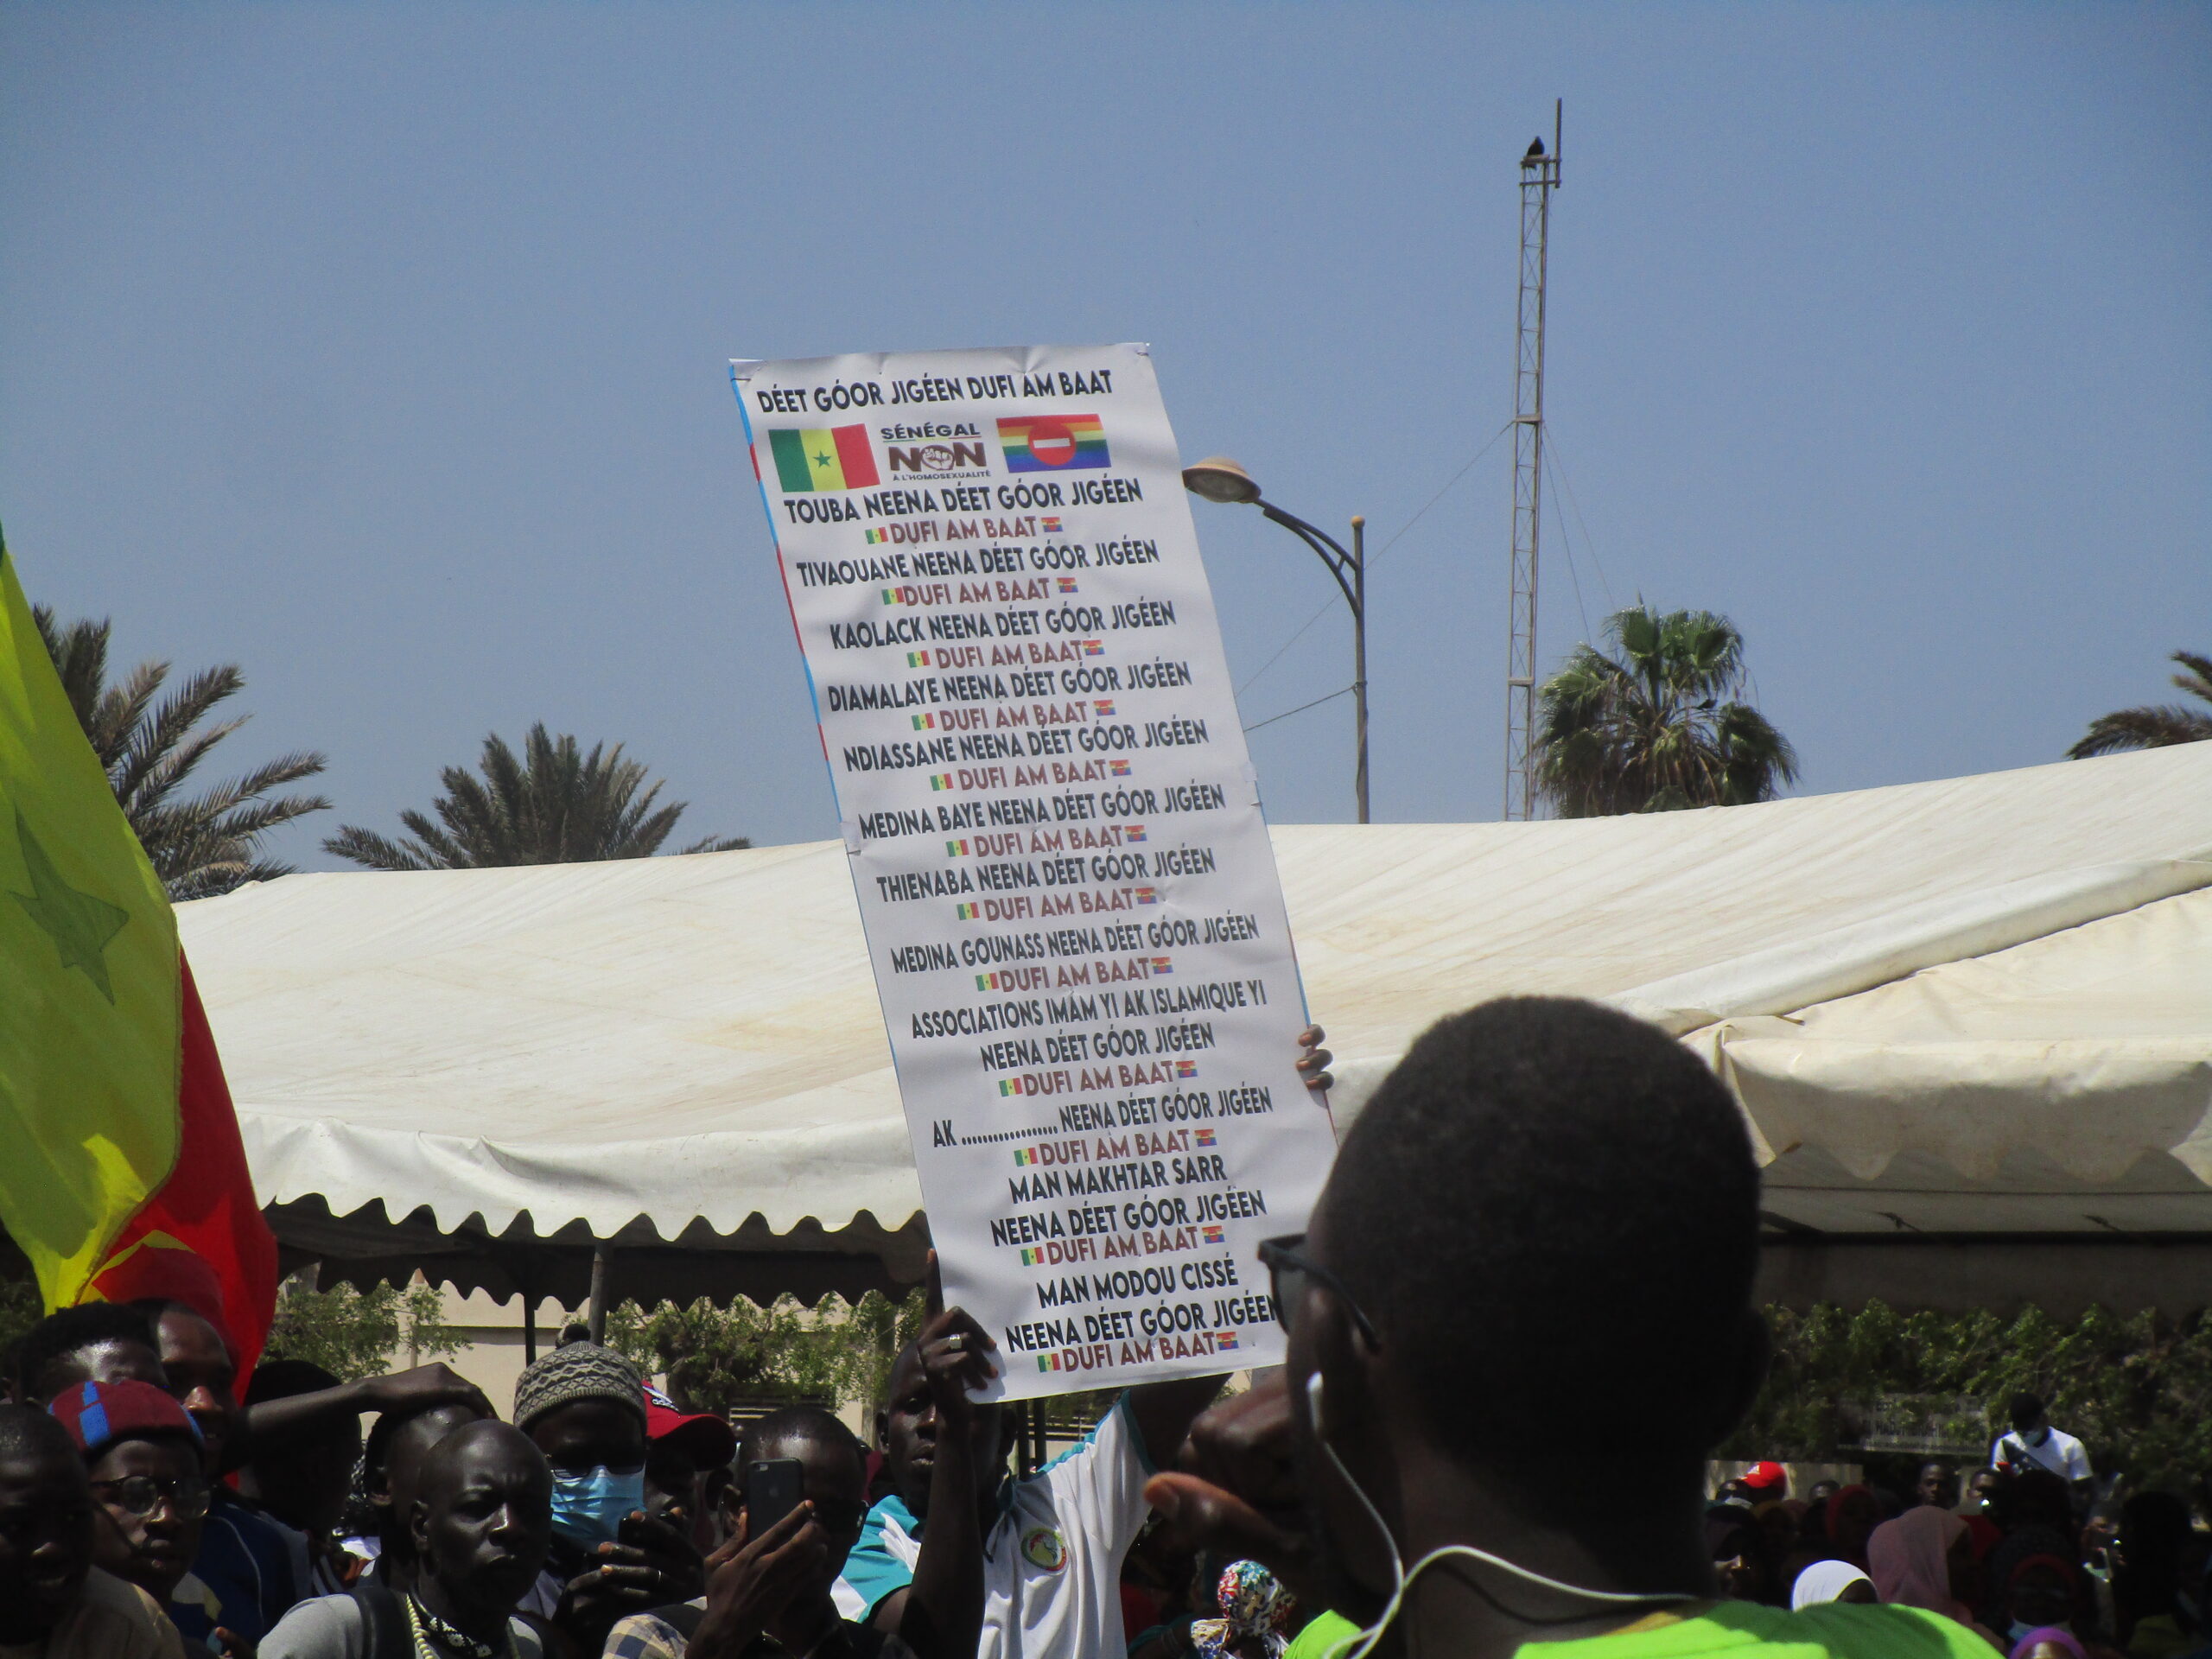 DÉET GÓOR JIGÉEN DUFI AM BAAT
SÉNÉGAL
NON
À L'HOMOSEXUALITÉ
TOUBA NEENA DÉET GÓOR JIGÉEN
DUFI AM BAAT
TIVAOUANE NEENA DÉET GÓOR JIGÉEN
DUFI AM BAAT
KAOLACK NEENA DÉET GÓOR JIGÉEN
DUFI AM BAAT
DIAMALAYE NEENA DÉET GÓOR JIGÉEN
DUFI AM BAAT
NDIASSANE NEENA DÉET GÓOR JIGÉEN
DUFI AM BAAT
MEDINA BAYE NEENA DÉET GÓOR JIGÉEN
DUFI AM BAAT
THIENABA NEENA DÉET GÓOR JIGÉEN
DUFI AM BAAT
MEDINA GOUNASS NEENA DÉET GÓOR JIGÉEN
DUFI AM BAAT
ASSOCIATIONS IMAM YI AK ISLAMIQUE YI
NEENA DÉET GÓOR JIGÉEN
DUFI AM BAAT
AK .................. NEENA DÉET GÓOR JIGÉEN
DUFI AM BAAT
MAN MAKHTAR SARR
NEENA DÉET GÓOR JIGÉEN
DUFI AM BAAT
MAN MODOU CISSÉ
NEENA DÉET GÓOR JIGÉEN
DUFI AM BAAT